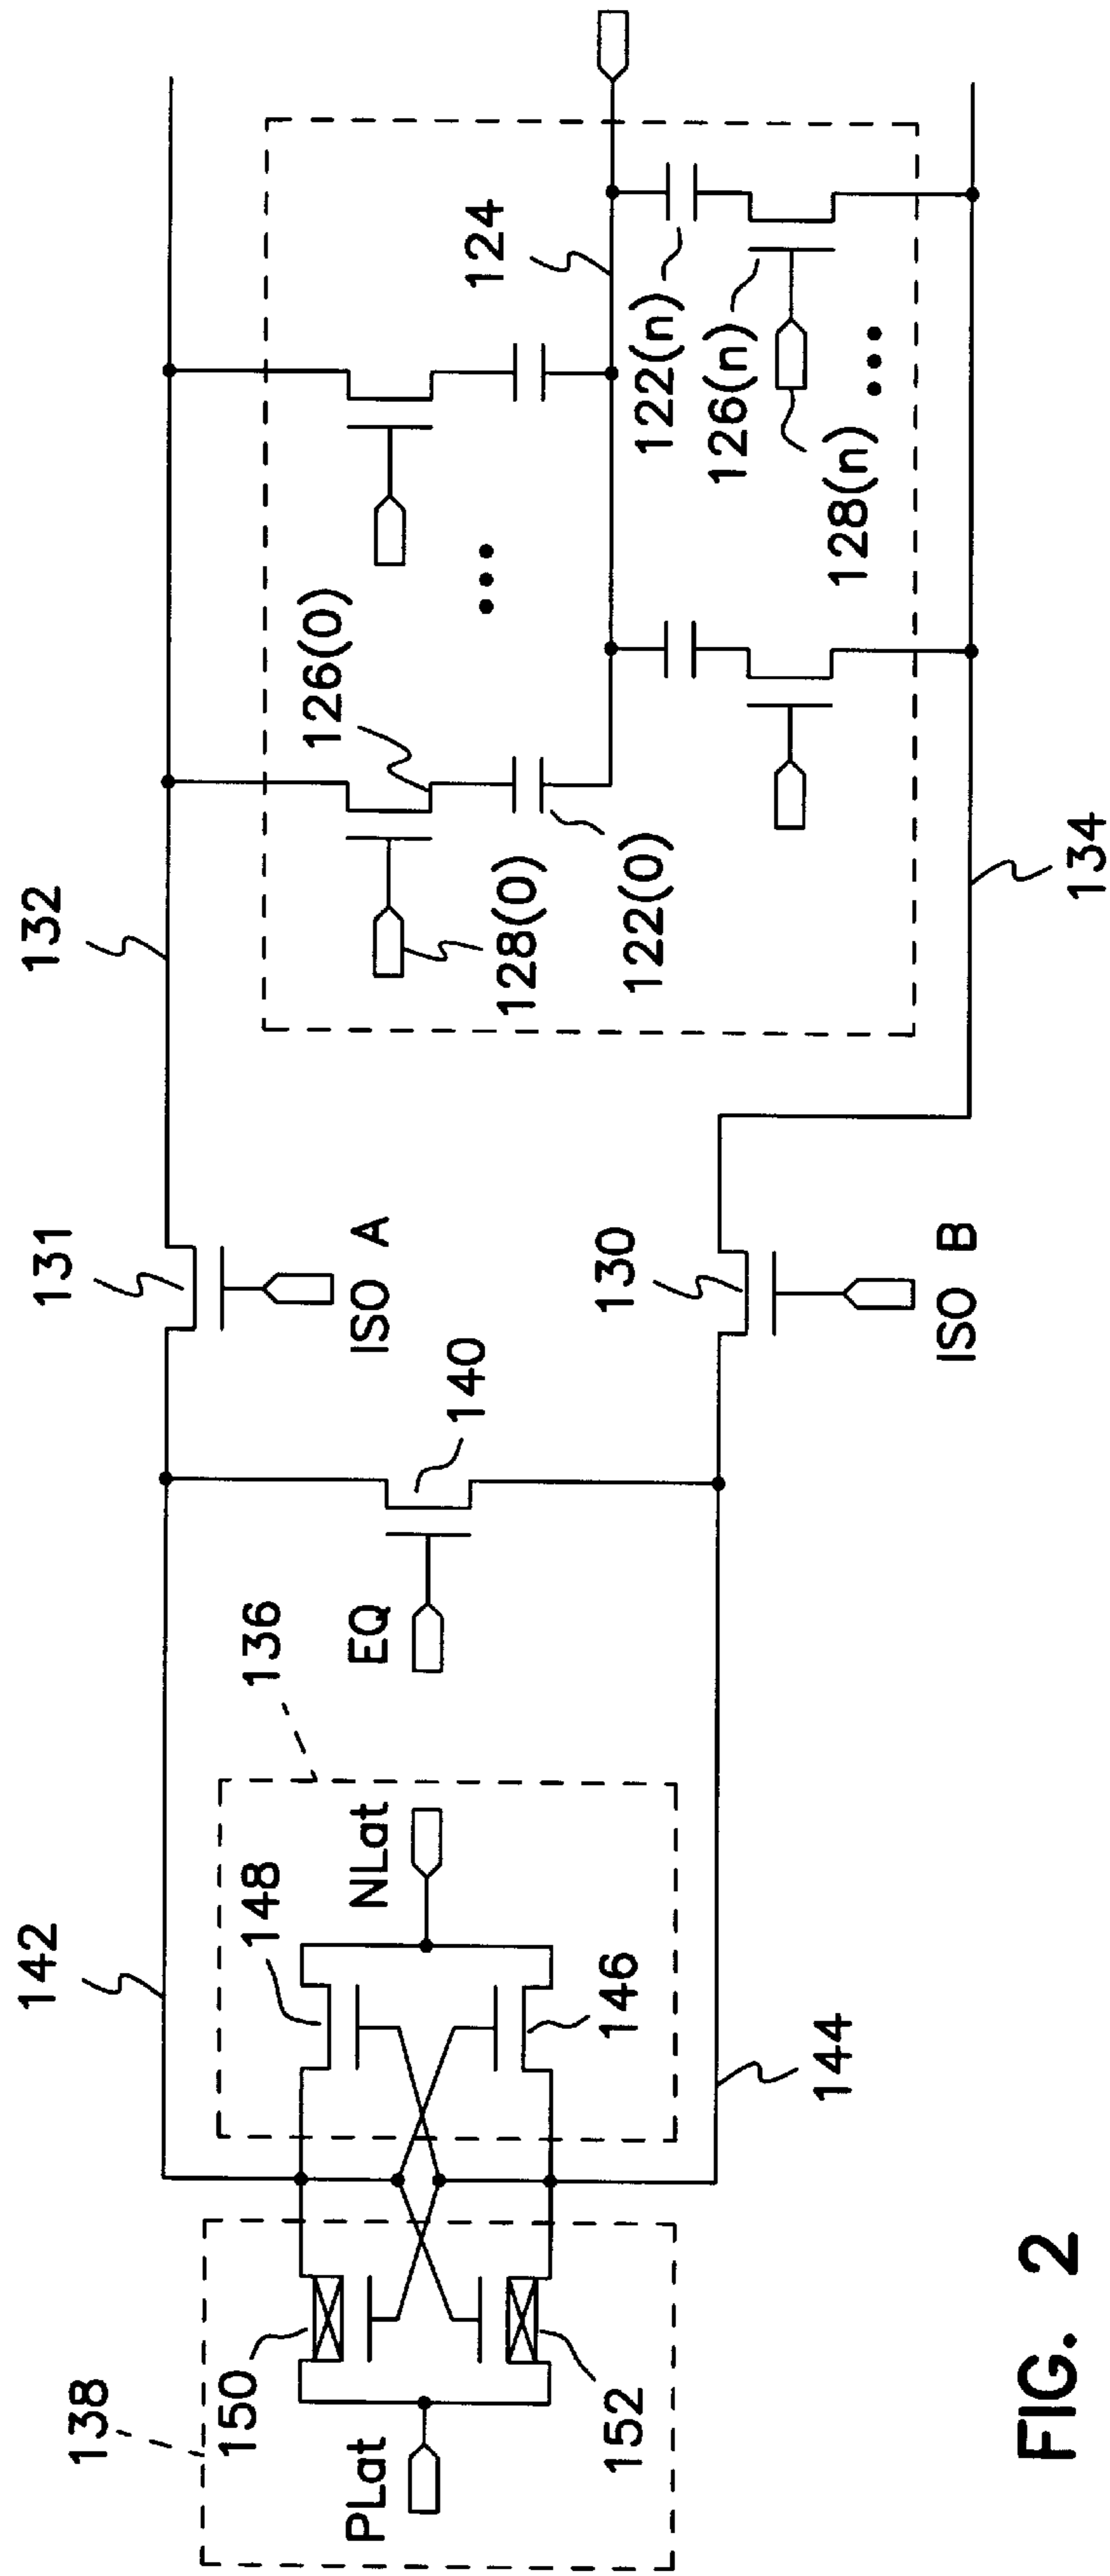 138
150
PLat
152
142
136
148
NLat
146
144
EQ
140
131
ISO A
130
ISO B
132
126(0)
128(0)
122(0)
134
124
122(n)
126(n)
128(n)
FIG. 2